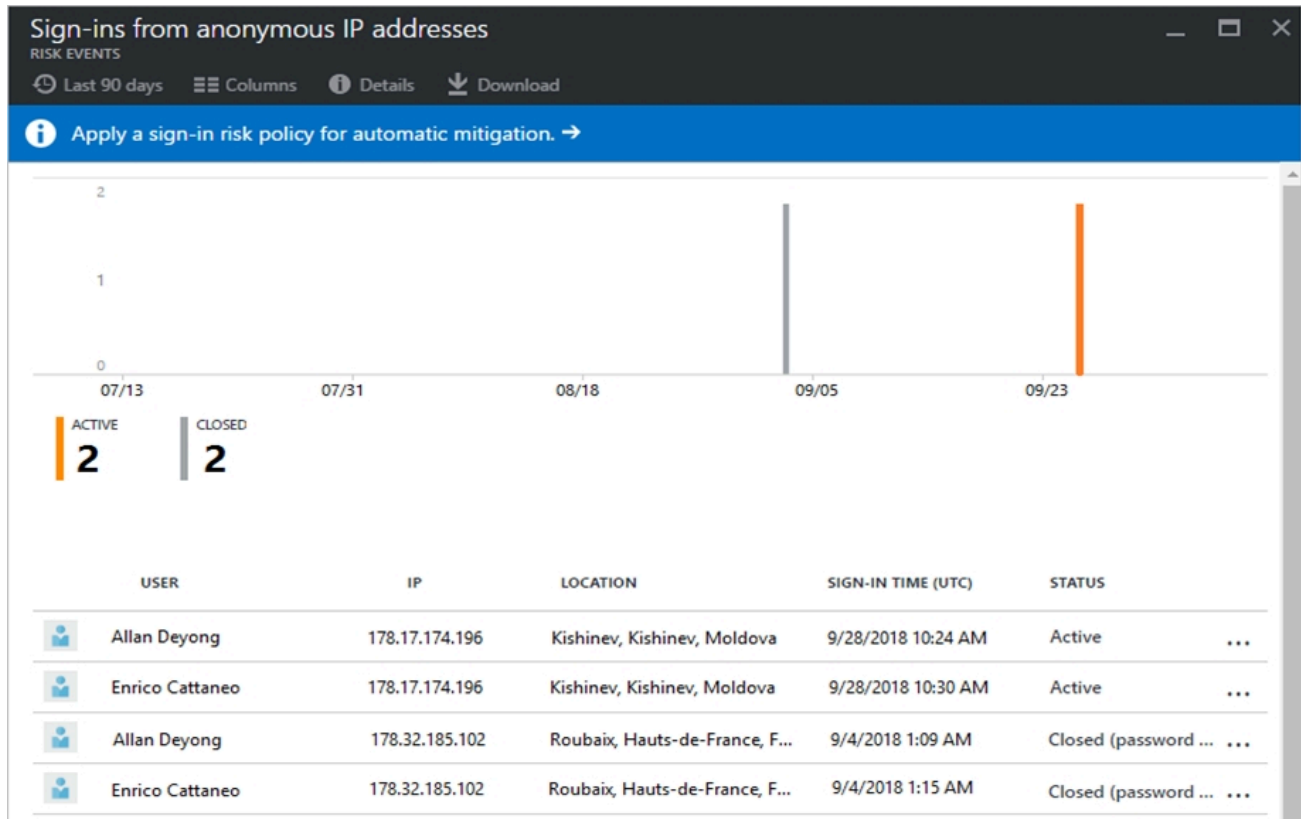 Sign-ins from anonymous IP addresses
RISK EVENTS
Last 90 days Columns Details Download
Apply a sign-in risk policy for automatic mitigation. →
2
1
0
07/13 07/31 08/18 09/05 09/23
ACTIVE CLOSED
2 2
USER IP LOCATION SIGN-IN TIME (UTC) STATUS
Allan Deyong 178.17.174.196 Kishinev, Kishinev, Moldova 9/28/2018 10:24 AM Active ...
Enrico Cattaneo 178.17.174.196 Kishinev, Kishinev, Moldova 9/28/2018 10:30 AM Active ...
Allan Deyong 178.32.185.102 Roubaix, Hauts-de-France, F... 9/4/2018 1:09 AM Closed (password ... ...
Enrico Cattaneo 178.32.185.102 Roubaix, Hauts-de-France, F... 9/4/2018 1:15 AM Closed (password ... ...